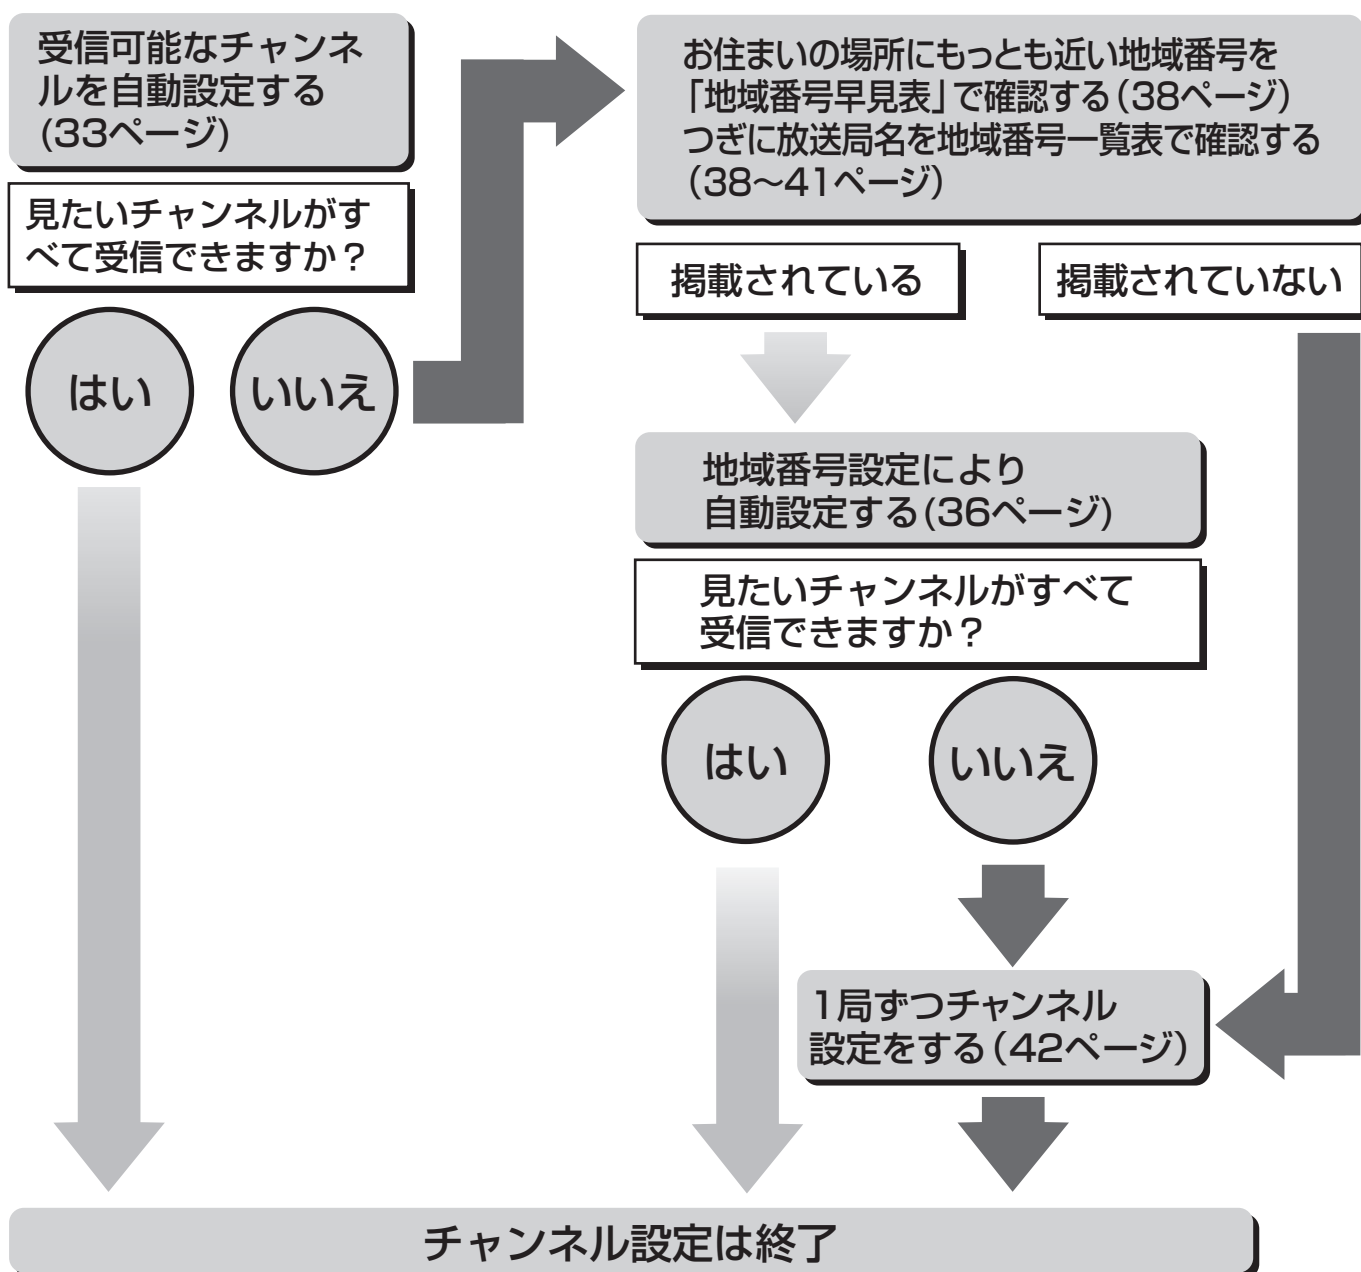 受信可能なチャンネ
ルを自動設定する
(33ページ)
見たいチャンネルがす
べて受信できますか？
はい
いいえ
お住まいの場所にもっとも近い地域番号を
「地域番号早見表」で確認する(38ページ)
つぎに放送局名を地域番号一覧表で確認する
(38〜41ページ)
掲載されている
掲載されていない
地域番号設定により
自動設定する(36ページ)
見たいチャンネルがすべて
受信できますか？
はい
いいえ
1局ずつチャンネル
設定をする(42ページ)
チャンネル設定は終了